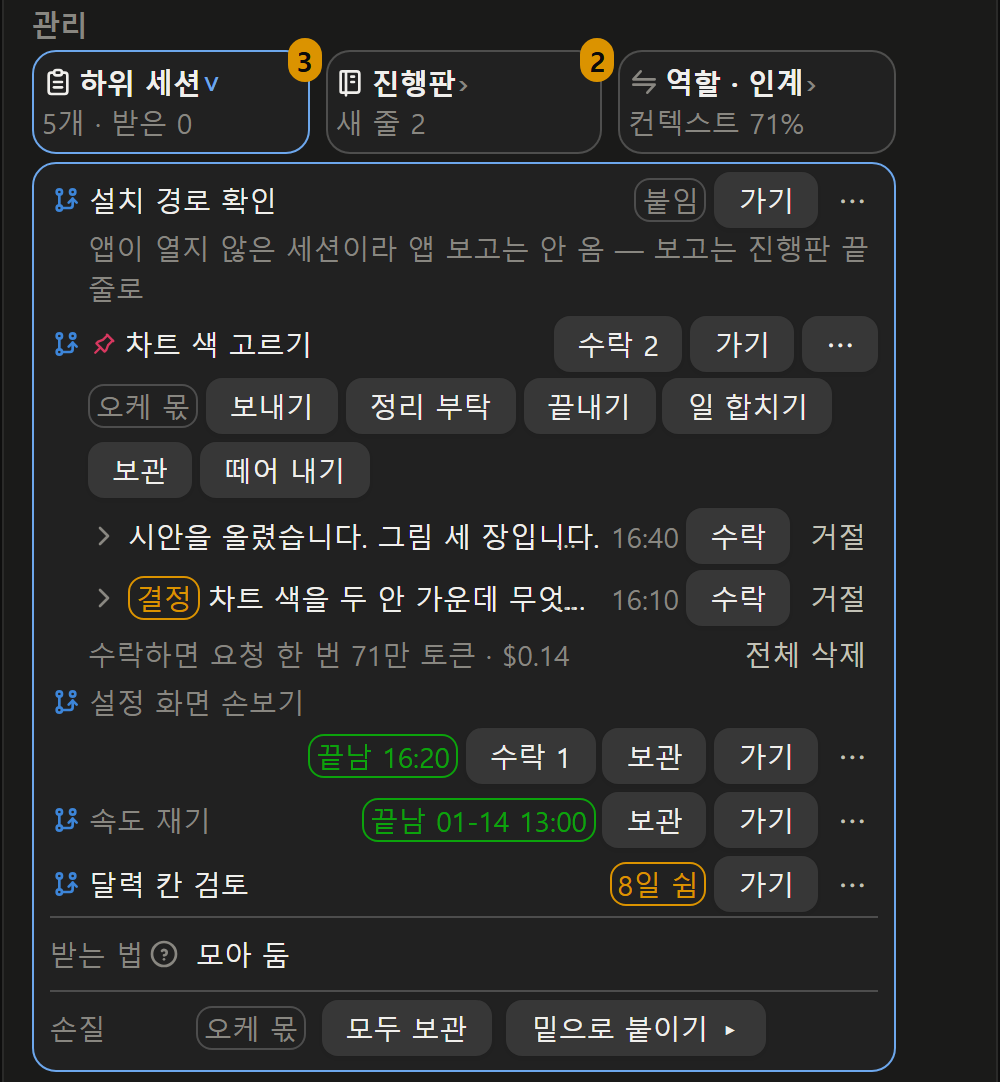 관리
하위 세션 3
5개 · 받은 0
진행판 › 2
새 줄 2
역할 · 인계 ›
컨텍스트 71%
설치 경로 확인 붙임 가기 ···
앱이 열지 않은 세션이라 앱 보고는 안 옴 — 보고는 진행판 끝
줄로
차트 색 고르기 수락 2 가기 ···
오케 몫 보내기 정리 부탁 끝내기 일 합치기
보관 떼어 내기
시안을 올렸습니다. 그림 세 장입니다. 16:40 수락 거절
결정 차트 색을 두 안 가운데 무엇... 16:10 수락 거절
수락하면 요청 한 번 71만 토큰 · $0.14 전체 삭제
설정 화면 손보기
끝남 16:20 수락 1 보관 가기 ···
속도 재기 끝남 01-14 13:00 보관 가기 ···
달력 칸 검토 8일 쉼 가기 ···
받는 법 ? 모아 둠
손질 오케 몫 모두 보관 밑으로 붙이기 ▸